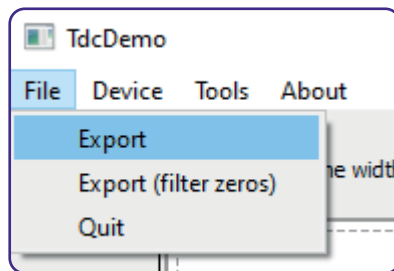 TdcDemo
File Device Tools About
Export
Export (filter zeros)
Quit